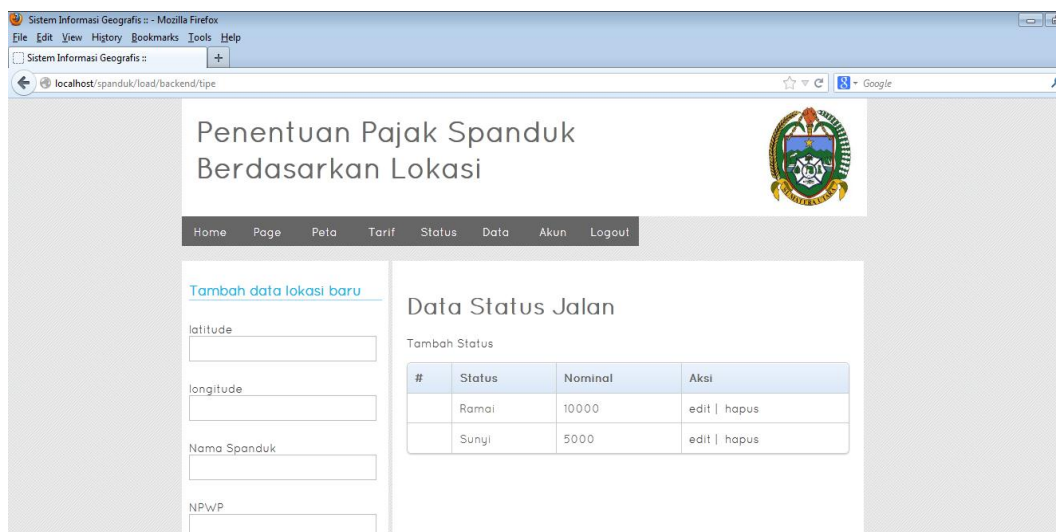 Sistem Informasi Geografis :: - Mozilla Firefox
File Edit View History Bookmarks Tools Help
Sistem Informasi Geografis :: +
localhost/spanduk/load/backend/tipe Google
Penentuan Pajak Spanduk
Berdasarkan Lokasi
SUMATERA UTARA
Home Page Peta Tarif Status Data Akun Logout
Tambah data lokasi baru
latitude
longitude
Nama Spanduk
NPWP
Data Status Jalan
Tambah Status
# Status Nominal Aksi
Ramai 10000 edit | hapus
Sunyi 5000 edit | hapus